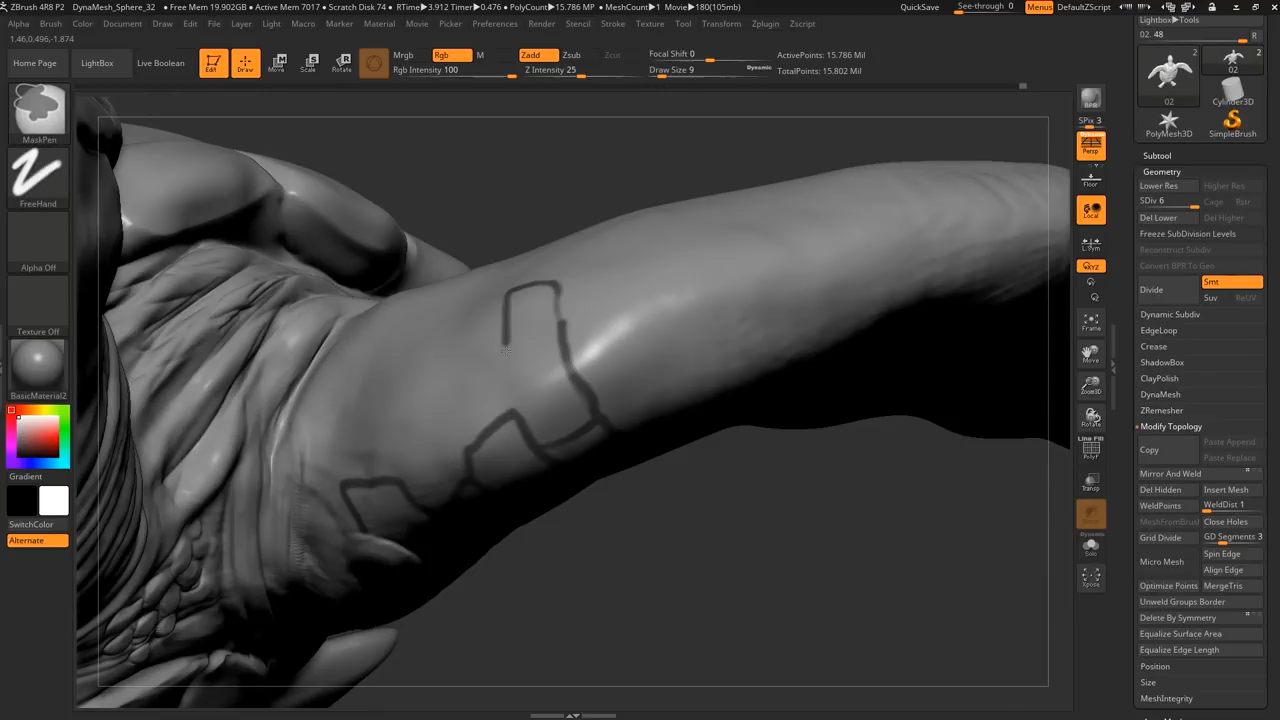 ZBrush 4R8 P2 DynaMesh_Sphere_32 • Free Mem 19.902GB • Active Mem 7017 • Scratch Disk 74 • RTime►3.912 Timer►0.476 • PolyCount►15.786 MP • MeshCount►1 Movie►180(105mb) QuickSave See-through 0 Menus DefaultZScript
Alpha Brush Color Document Draw Edit File Layer Light Macro Marker Material Movie Picker Preferences Render Stencil Stroke Texture Tool Transform Zplugin Zscript
1.46,0.496,-1.874
Home Page LightBox Live Boolean
Edit Draw Move Scale Rotate
Mrgb Rgb M
Rgb Intensity 100
Zadd Zsub Zcut
Z Intensity 25
Focal Shift 0
Draw Size 9 Dynamic
ActivePoints: 15.786 Mil
TotalPoints: 15.802 Mil
MaskPen
FreeHand
Alpha Off
Texture Off
BasicMaterial2
Gradient
SwitchColor
Alternate
BPR
SPix 3
Dynamic
Persp
Floor
Local
L.Sym
XYZ
Frame
Move
Zoom3D
Rotate
Line Fill
PolyF
Transp
Dynamic
Solo
Xpose
Lightbox►Tools
02. 48 R
2 2
02 02
Cylinder3D
PolyMesh3D SimpleBrush
Subtool
Geometry
Lower Res Higher Res
SDiv 6 Cage Rstr
Del Lower Del Higher
Freeze SubDivision Levels
Reconstruct Subdiv
Convert BPR To Geo
Divide Smt
Suv ReUV
Dynamic Subdiv
EdgeLoop
Crease
ShadowBox
ClayPolish
DynaMesh
ZRemesher
Modify Topology
Copy Paste Append
Paste Replace
Mirror And Weld
Del Hidden Insert Mesh
WeldPoints WeldDist 1
MeshFromBrush Close Holes
Grid Divide GD Segments 3
Micro Mesh Spin Edge
Align Edge
Optimize Points MergeTris
Unweld Groups Border
Delete By Symmetry
Equalize Surface Area
Equalize Edge Length
Position
Size
MeshIntegrity